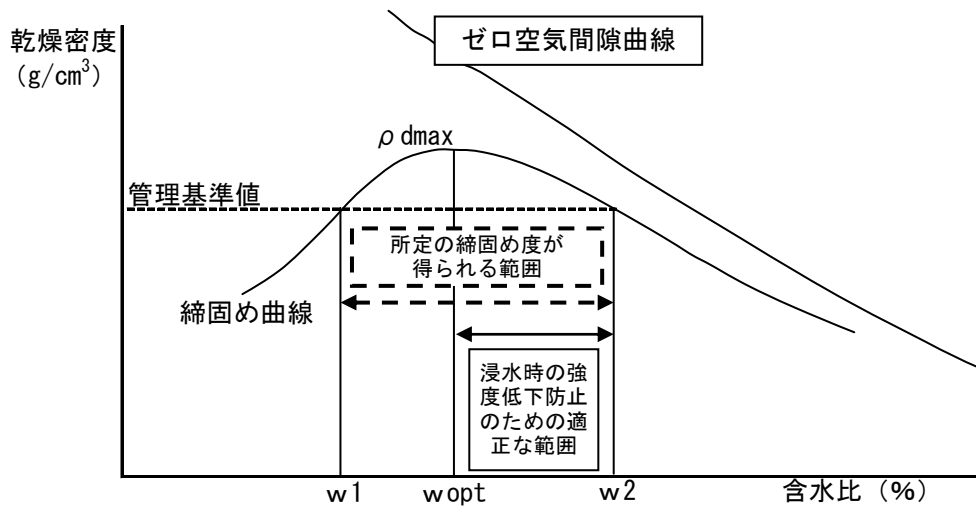 乾燥密度
(g/cm³)
ゼロ空気間隙曲線
ρdmax
管理基準値
所定の締固め度が
得られる範囲
締固め曲線
浸水時の強
度低下防止
のための適
正な範囲
w1
wopt
w2
含水比（%）